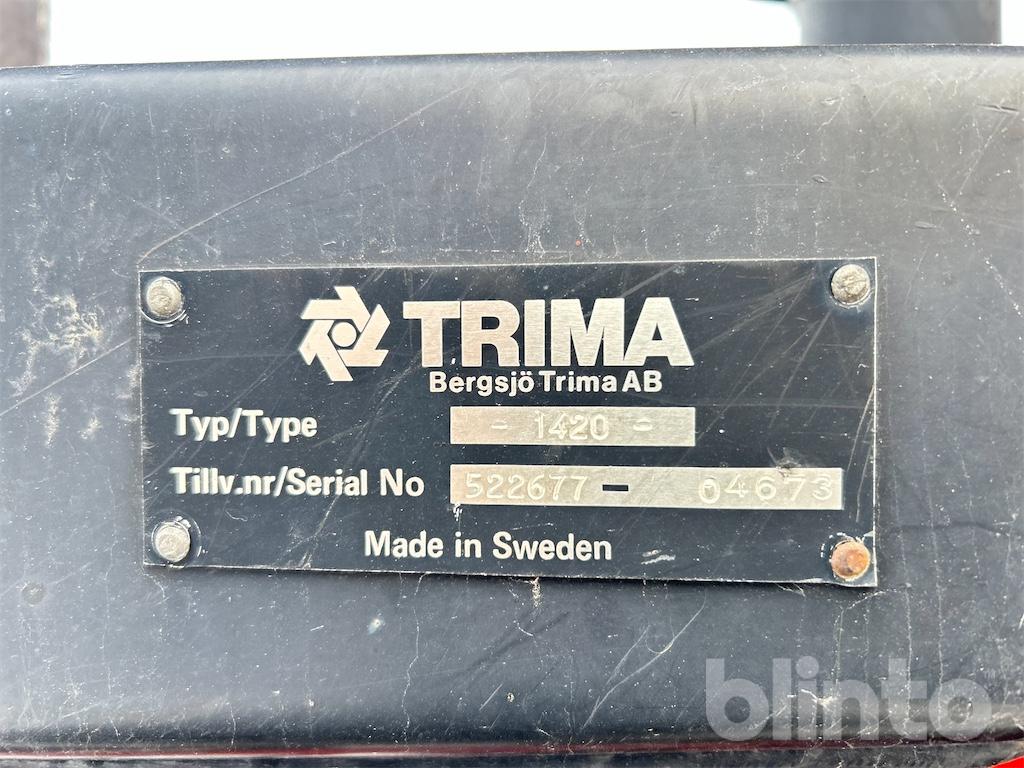 TRIMA
Bergsjö Trima AB
Typ/Type - 1420 -
Tillv.nr/Serial No 522677 - 04673
Made in Sweden
blinto